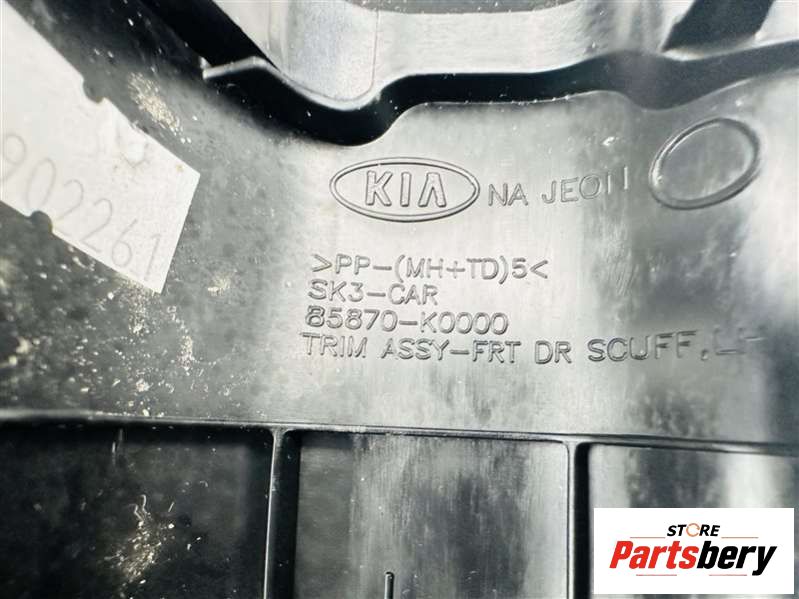 902261
KIA NA JEON
>PP-(MH+TD)5<
SK3-CAR
85870-K0000
TRIM ASSY-FRT DR SCUFF, L
STORE
Partsbery